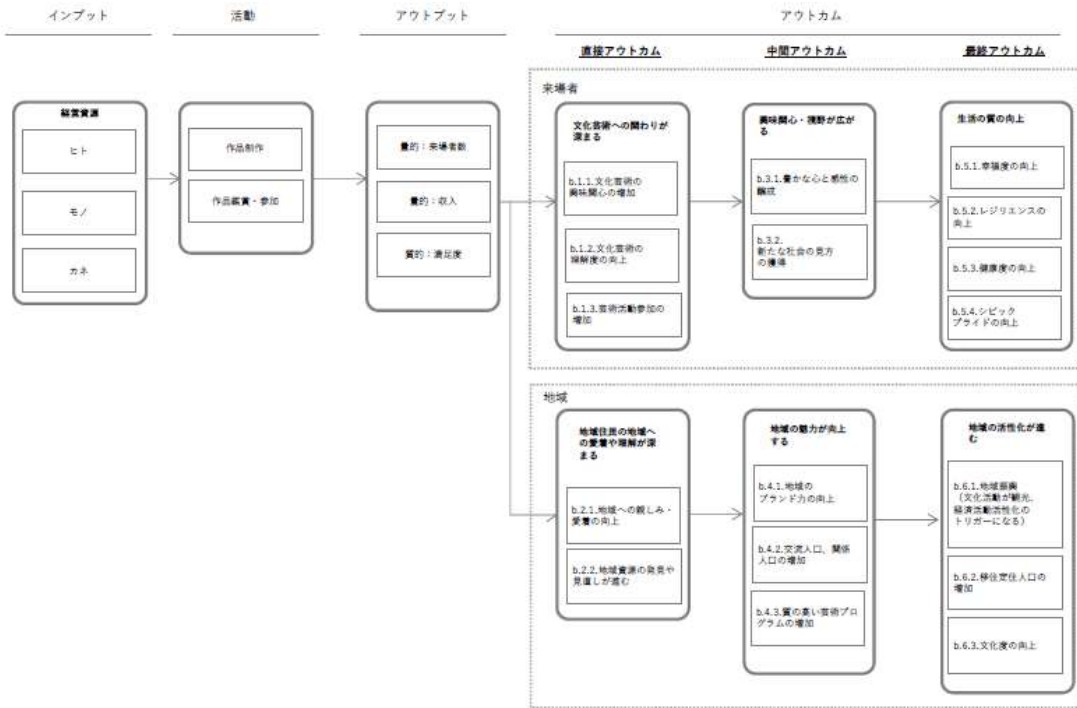 インプット
活動
アウトプット
アウトカム
直接アウトカム
中間アウトカム
最終アウトカム
経営資源
ヒト
モノ
カネ
作品制作
作品鑑賞・参加
量的：来場者数
量的：収入
質的：満足度
来場者
文化芸術への関わりが
深まる
b.1.1.文化芸術の
興味関心の増加
b.1.2.文化芸術の
理解度の向上
b.1.3.芸術活動参加の
増加
興味関心・視野が広が
る
b.3.1.豊かな心と感性の
醸成
b.3.2.
新たな社会の見方
の獲得
生活の質の向上
b.5.1.幸福度の向上
b.5.2.レジリエンスの
向上
b.5.3.健康度の向上
b.5.4.シビック
プライドの向上
地域
地域住民の地域へ
の愛着や理解が深
まる
b.2.1.地域への親しみ・
愛着の向上
b.2.2.地域資源の発見や
見直しが進む
地域の魅力が向上
する
b.4.1.地域の
ブランド力の向上
b.4.2.交流人口、関係
人口の増加
b.4.3.質の高い芸術プロ
グラムの増加
地域の活性化が進
む
b.6.1.地域振興
（文化活動が観光、
経済活動活性化の
トリガーになる）
b.6.2.移住定住人口の
増加
b.6.3.文化度の向上